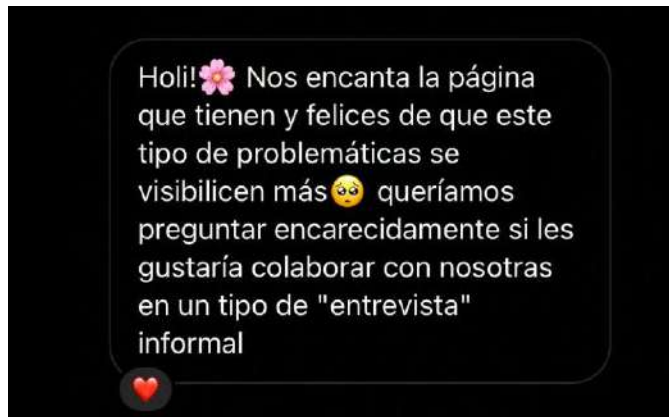 Holi!🌸 Nos encanta la página
que tienen y felices de que este
tipo de problemáticas se
visibilicen más🥺 queríamos
preguntar encarecidamente si les
gustaría colaborar con nosotras
en un tipo de "entrevista"
informal